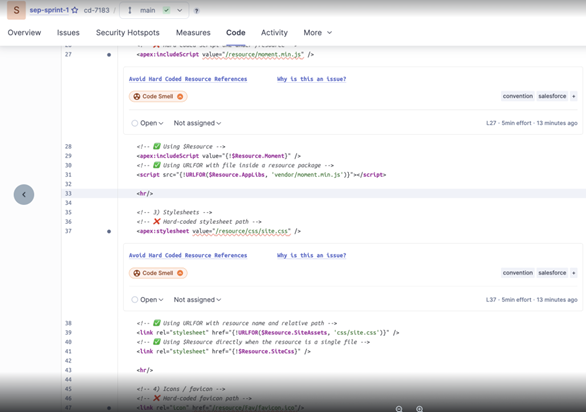 S sep-sprint-1 cd-7183 / main ?
Overview Issues Security Hotspots Measures Code Activity More
27 <apex:includeScript value="/resource/moment.min.js" />
Avoid Hard Coded Resource References Why is this an issue?
Code Smell convention salesforce +
Open Not assigned L27 · 5min effort · 13 minutes ago
28 <!-- ✅ Using $Resource -->
29 <apex:includeScript value="{!$Resource.Moment}" />
30 <!-- ✅ Using URLFOR with file inside a resource package -->
31 <script src="{!URLFOR($Resource.AppLibs, 'vendor/moment.min.js')}"></script>
32
33 <hr/>
34
35 <!-- 3) Stylesheets -->
36 <!-- ❌ Hard-coded stylesheet path -->
37 <apex:stylesheet value="/resource/css/site.css" />
Avoid Hard Coded Resource References Why is this an issue?
Code Smell convention salesforce +
Open Not assigned L37 · 5min effort · 13 minutes ago
38 <!-- ✅ Using URLFOR with resource name and relative path -->
39 <link rel="stylesheet" href="{!URLFOR($Resource.SiteAssets, 'css/site.css')}" />
40 <!-- ✅ Using $Resource directly when the resource is a single file -->
41 <link rel="stylesheet" href="{!$Resource.SiteCss}" />
42
43 <hr/>
44
45 <!-- 4) Icons / favicon -->
46 <!-- ❌ Hard-coded favicon path -->
47 <link rel="icon" href="/resource/fav/favicon.ico"/>